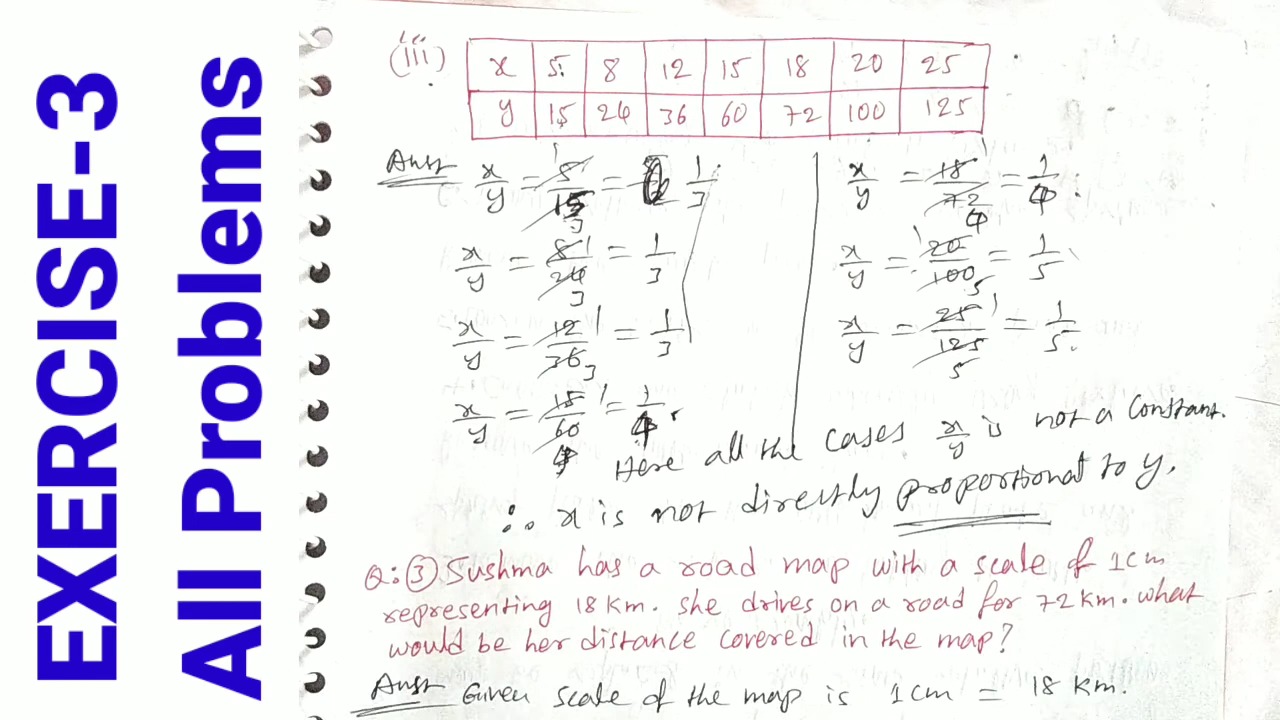 EXERCISE-3
All Problems
(iii)
x 5 8 12 15 18 20 25
y 15 24 36 60 72 100 125
Ans x/y = 5/15 = 1/3
x/y = 8/24 = 1/3
x/y = 12/36 = 1/3
x/y = 15/60 = 1/4
x/y = 18/72 = 1/4
x/y = 20/100 = 1/5
x/y = 25/125 = 1/5
Here all the cases x/y is not a constant.
∴ x is not directly proportional to y.
Q:③ Sushma has a road map with a scale of 1cm
representing 18 km. she drives on a road for 72 km. what
would be her distance covered in the map?
Ans Given scale of the map is 1cm = 18 km.